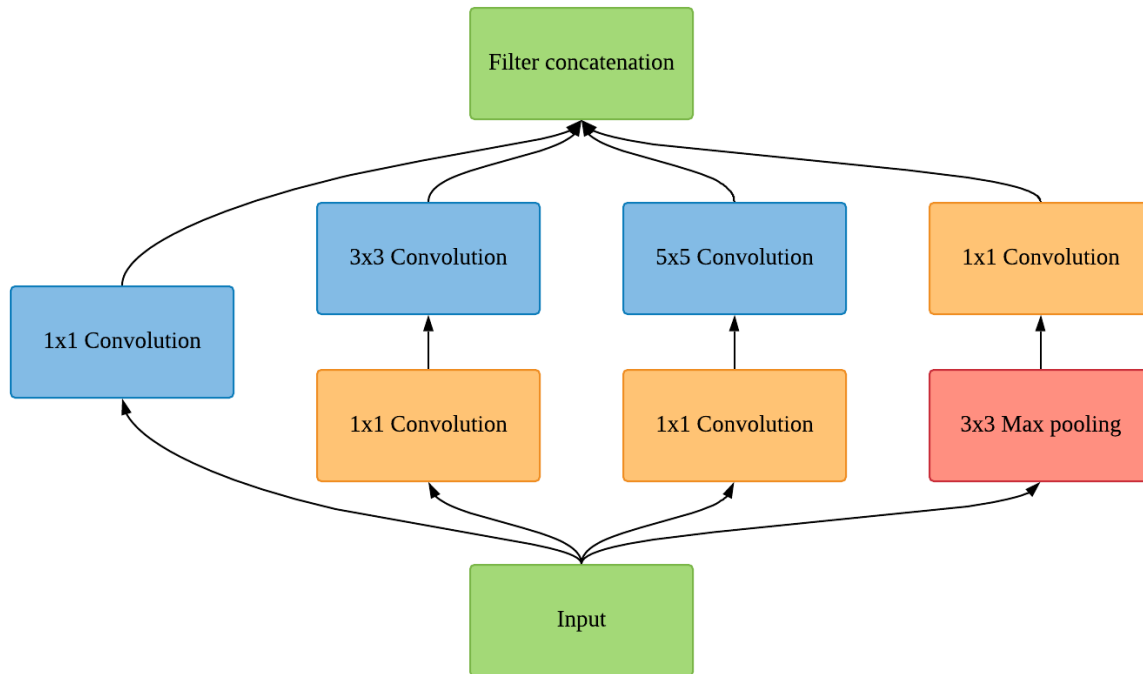 Filter concatenation
3x3 Convolution
5x5 Convolution
1x1 Convolution
1x1 Convolution
1x1 Convolution
1x1 Convolution
3x3 Max pooling
Input